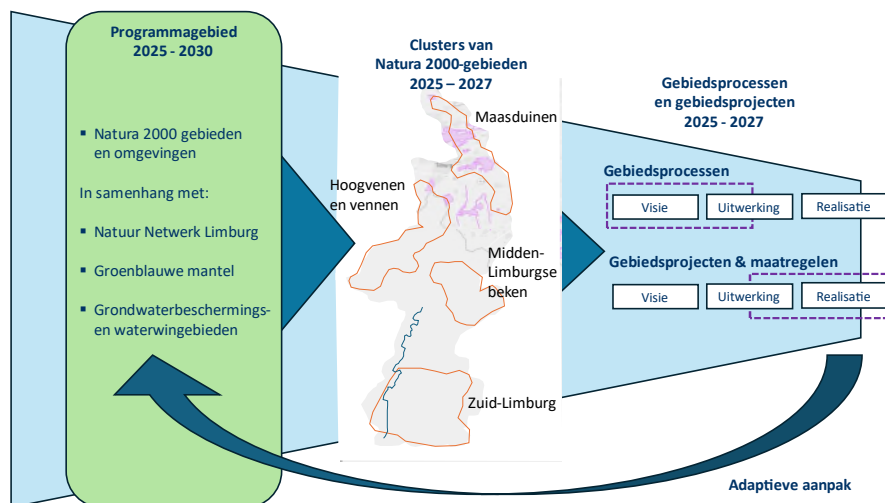 Programmagebied
2025 - 2030
Natura 2000 gebieden
en omgevingen
In samenhang met:
Natuur Netwerk Limburg
Groenblauwe mantel
Grondwaterbeschermings-
en waterwingebieden
Clusters van
Natura 2000-gebieden
2025 – 2027
Maasduinen
Hoogvenen
en vennen
Midden-
Limburgse
beken
Zuid-Limburg
Gebiedsprocessen
en gebiedsprojecten
2025 - 2027
Gebiedsprocessen
Visie
Uitwerking
Realisatie
Gebiedsprojecten & maatregelen
Visie
Uitwerking
Realisatie
Adaptieve aanpak